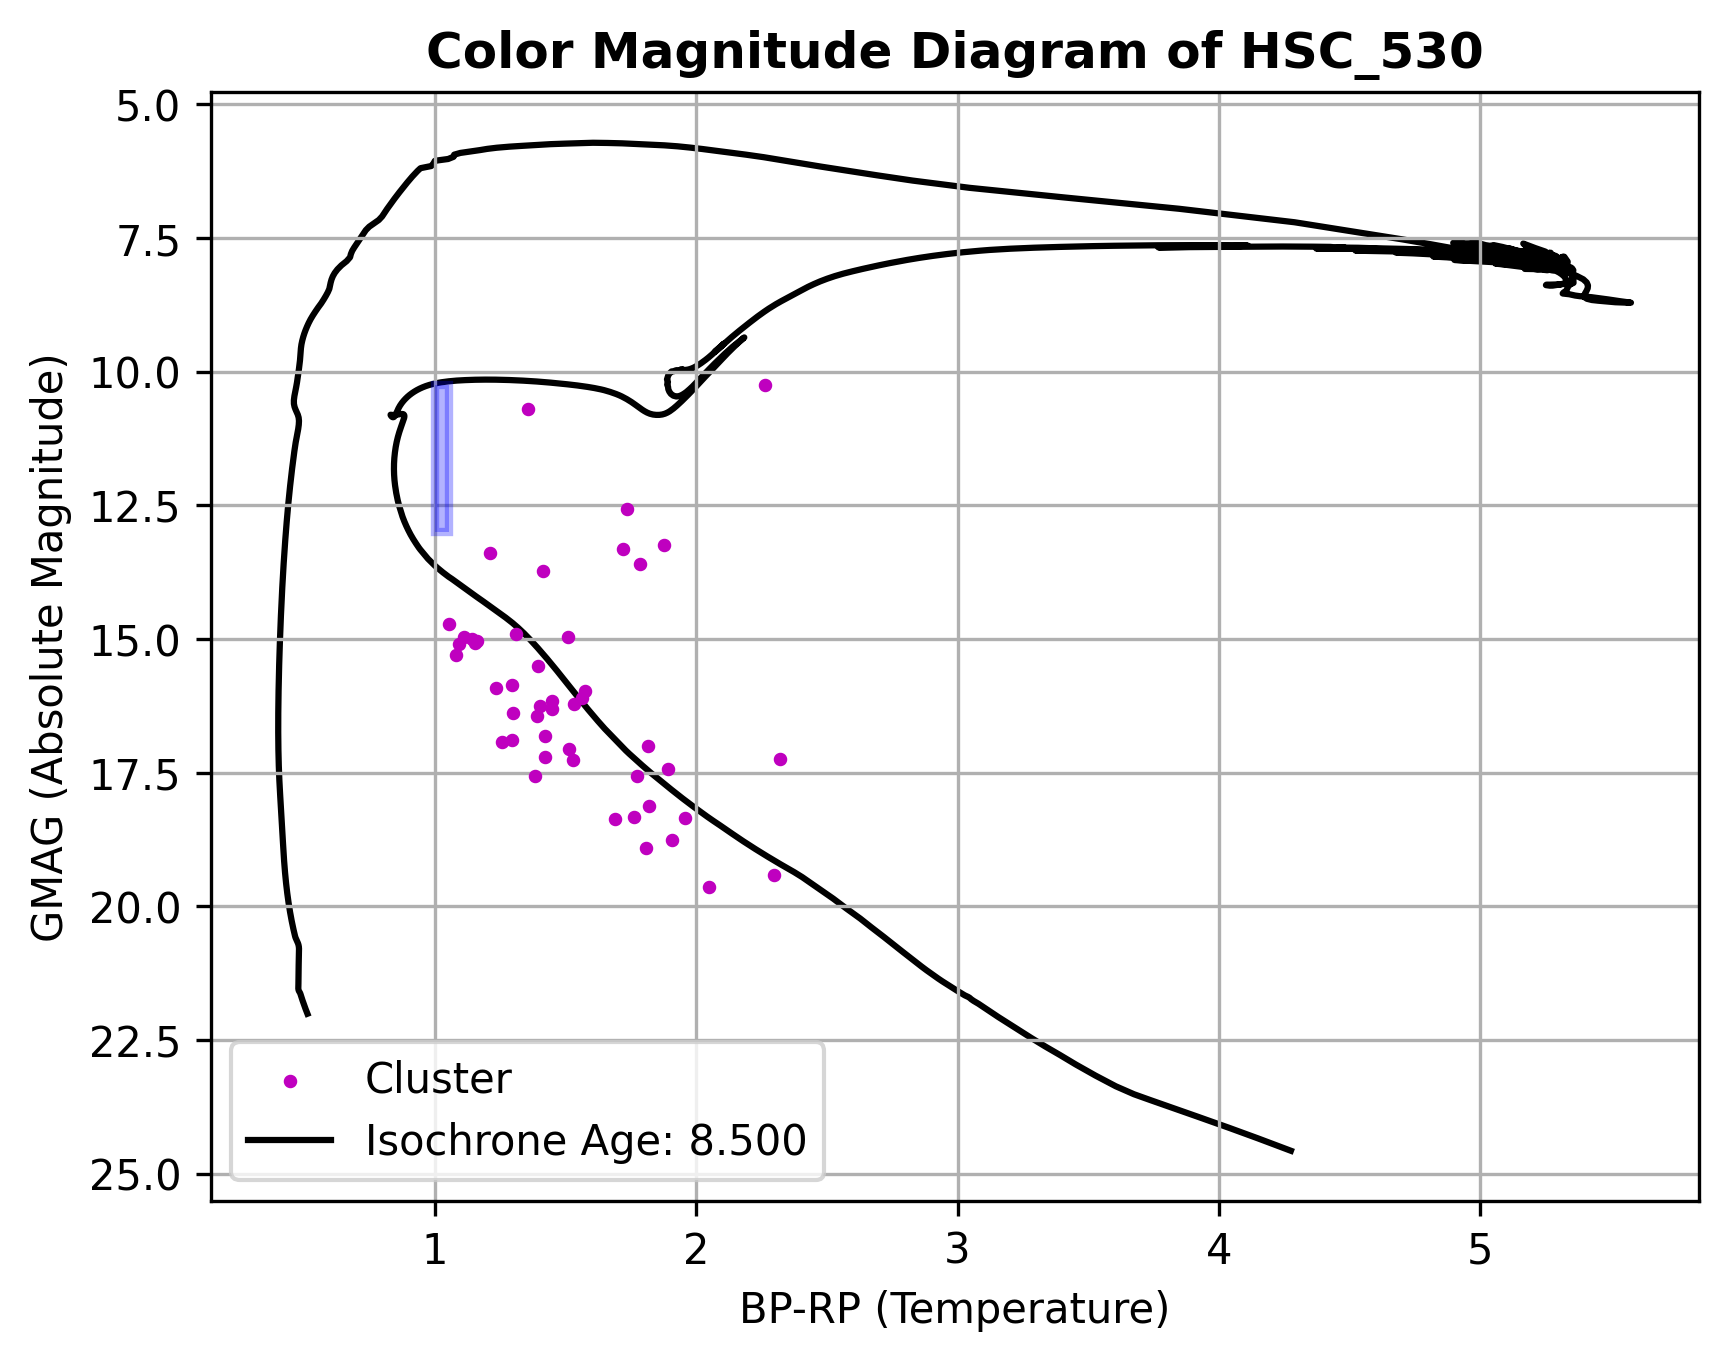 Color Magnitude Diagram of HSC_530
GMAG (Absolute Magnitude)
5.0
7.5
10.0
12.5
15.0
17.5
20.0
22.5
25.0
Cluster
Isochrone Age: 8.500
1 2 3 4 5
BP-RP (Temperature)